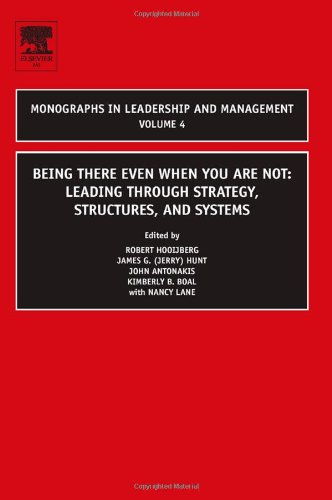 ELSEVIER
MONOGRAPHS IN LEADERSHIP AND MANAGEMENT
VOLUME 4
BEING THERE EVEN WHEN YOU ARE NOT:
LEADING THROUGH STRATEGY,
STRUCTURES, AND SYSTEMS
Edited by
ROBERT HOOIJBERG
JAMES G. (JERRY) HUNT
JOHN ANTONAKIS
KIMBERLY B. BOAL
with NANCY LANE